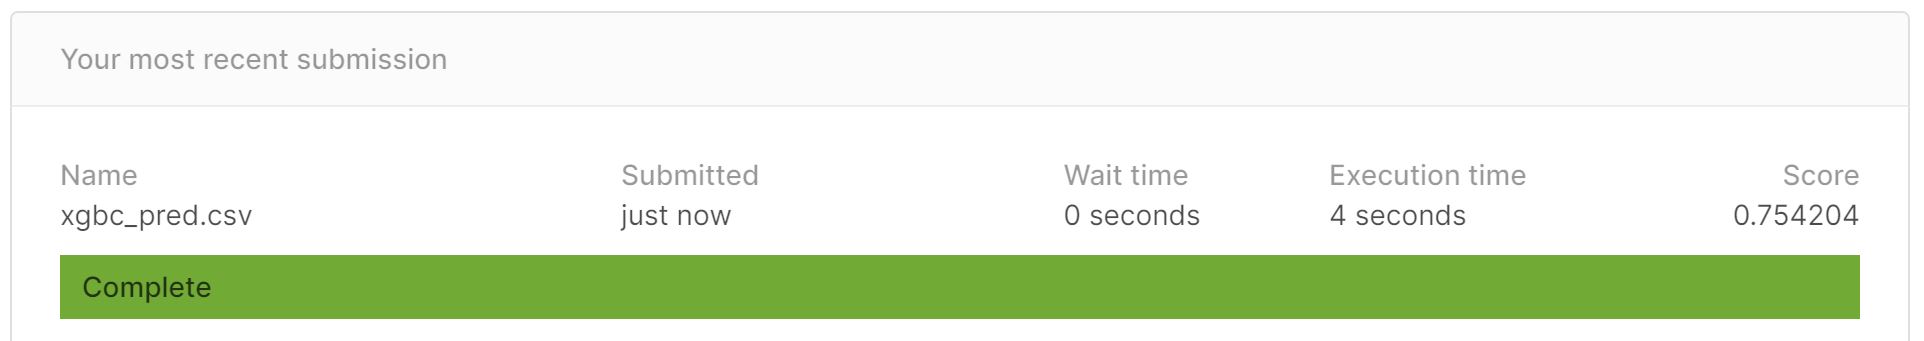 Your most recent submission
Name Submitted Wait time Execution time Score
xgbc_pred.csv just now 0 seconds 4 seconds 0.754204
Complete